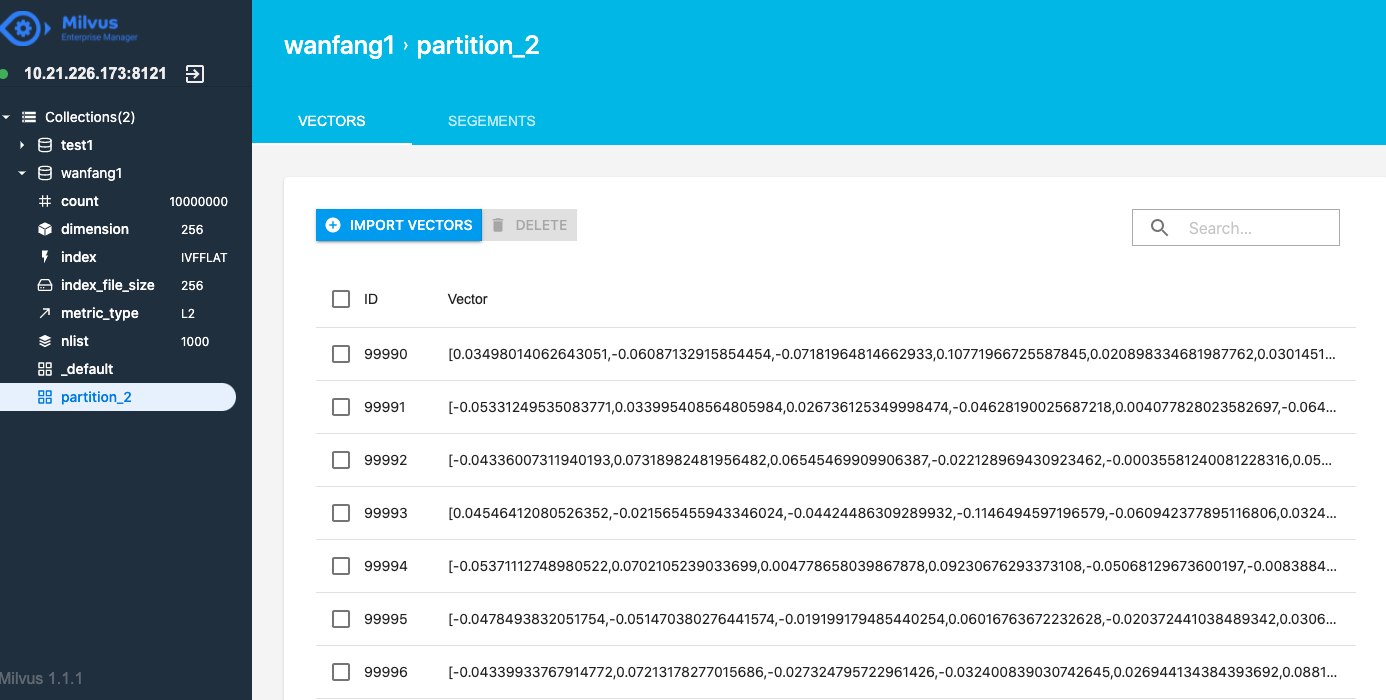 Milvus
Enterprise Manager
10.21.226.173:8121
Collections(2)
test1
wanfang1
count 10000000
dimension 256
index IVFFLAT
index_file_size 256
metric_type L2
nlist 1000
_default
partition_2
Milvus 1.1.1
wanfang1 › partition_2
VECTORS SEGEMENTS
IMPORT VECTORS DELETE Search...
ID Vector
99990 [0.03498014062643051,-0.06087132915854454,-0.07181964814662933,0.10771966725587845,0.020898334681987762,0.0301451...
99991 [-0.05331249535083771,0.033995408564805984,0.026736125349998474,-0.04628190025687218,0.004077828023582697,-0.064...
99992 [-0.04336007311940193,0.07318982481956482,0.06545469909906387,-0.022128969430923462,-0.00035581240081228316,0.05...
99993 [0.04546412080526352,-0.021565455943346024,-0.04424486309289932,-0.1146494597196579,-0.060942377895116806,0.0324...
99994 [-0.05371112748980522,0.0702105239033699,0.004778658039867878,0.09230676293373108,-0.05068129673600197,-0.0083884...
99995 [-0.0478493832051754,-0.051470380276441574,-0.019199179485440254,0.06016763672232628,-0.020372441038489342,0.0306...
99996 [-0.04339933767914772,0.07213178277015686,-0.027324795722961426,-0.032400839030742645,0.026944134384393692,0.0881...